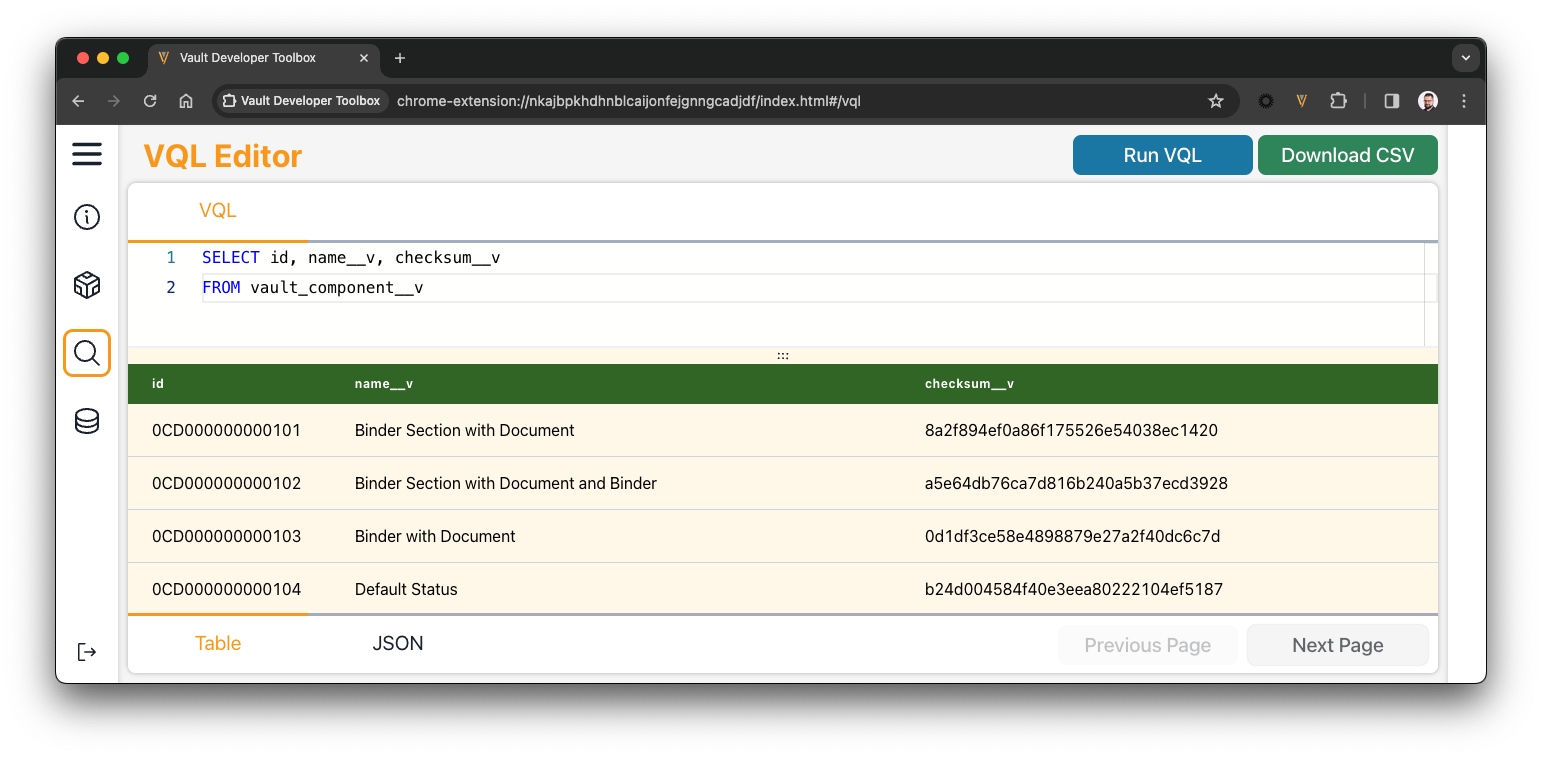 Vault Developer Toolbox
Vault Developer Toolbox chrome-extension://nkajbpkhdhnblcaijonfejgnngcadjdf/index.html#/vql
VQL Editor Run VQL Download CSV
VQL
1 SELECT id, name__v, checksum__v
2 FROM vault_component__v
id name__v checksum__v
0CD000000000101 Binder Section with Document 8a2f894ef0a86f175526e54038ec1420
0CD000000000102 Binder Section with Document and Binder a5e64db76ca7d816b240a5b37ecd3928
0CD000000000103 Binder with Document 0d1df3ce58e4898879e27a2f40dc6c7d
0CD000000000104 Default Status b24d004584f40e3eea80222104ef5187
Table JSON Previous Page Next Page